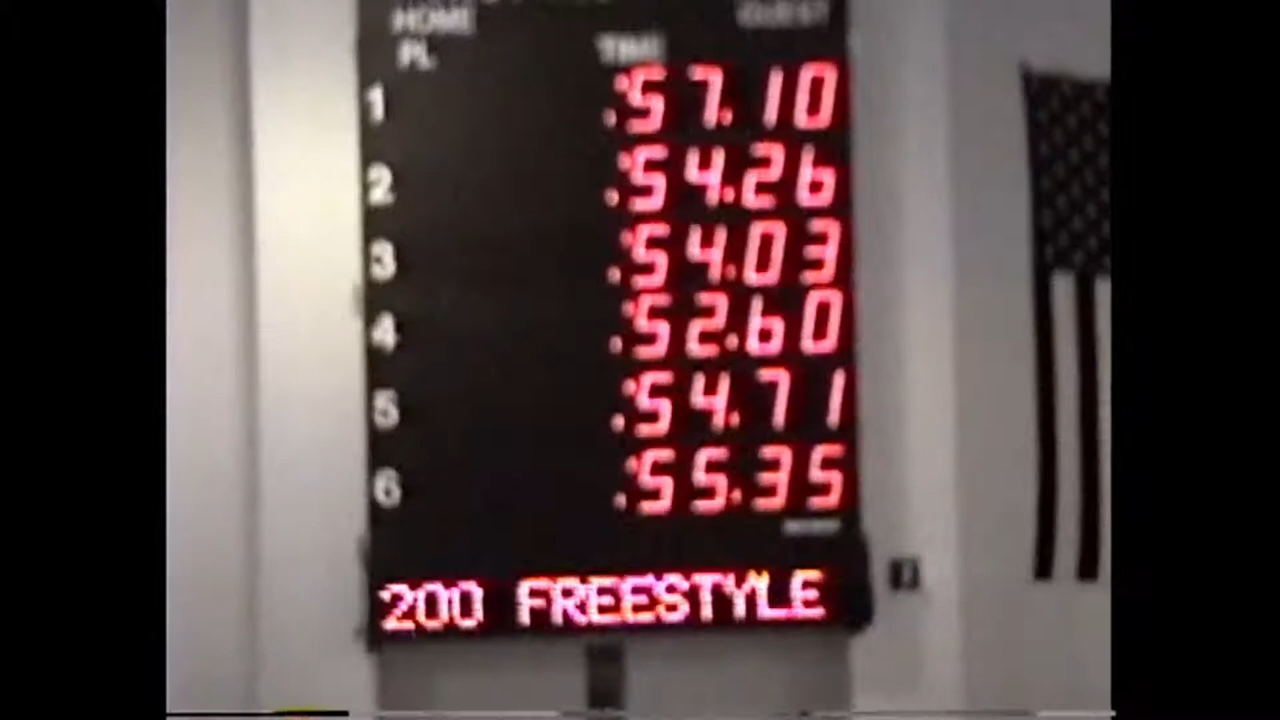 HOME GUEST
PL TIME
1 :57.10
2 :54.26
3 :54.03
4 :52.60
5 :54.71
6 :55.35
200 FREESTYLE